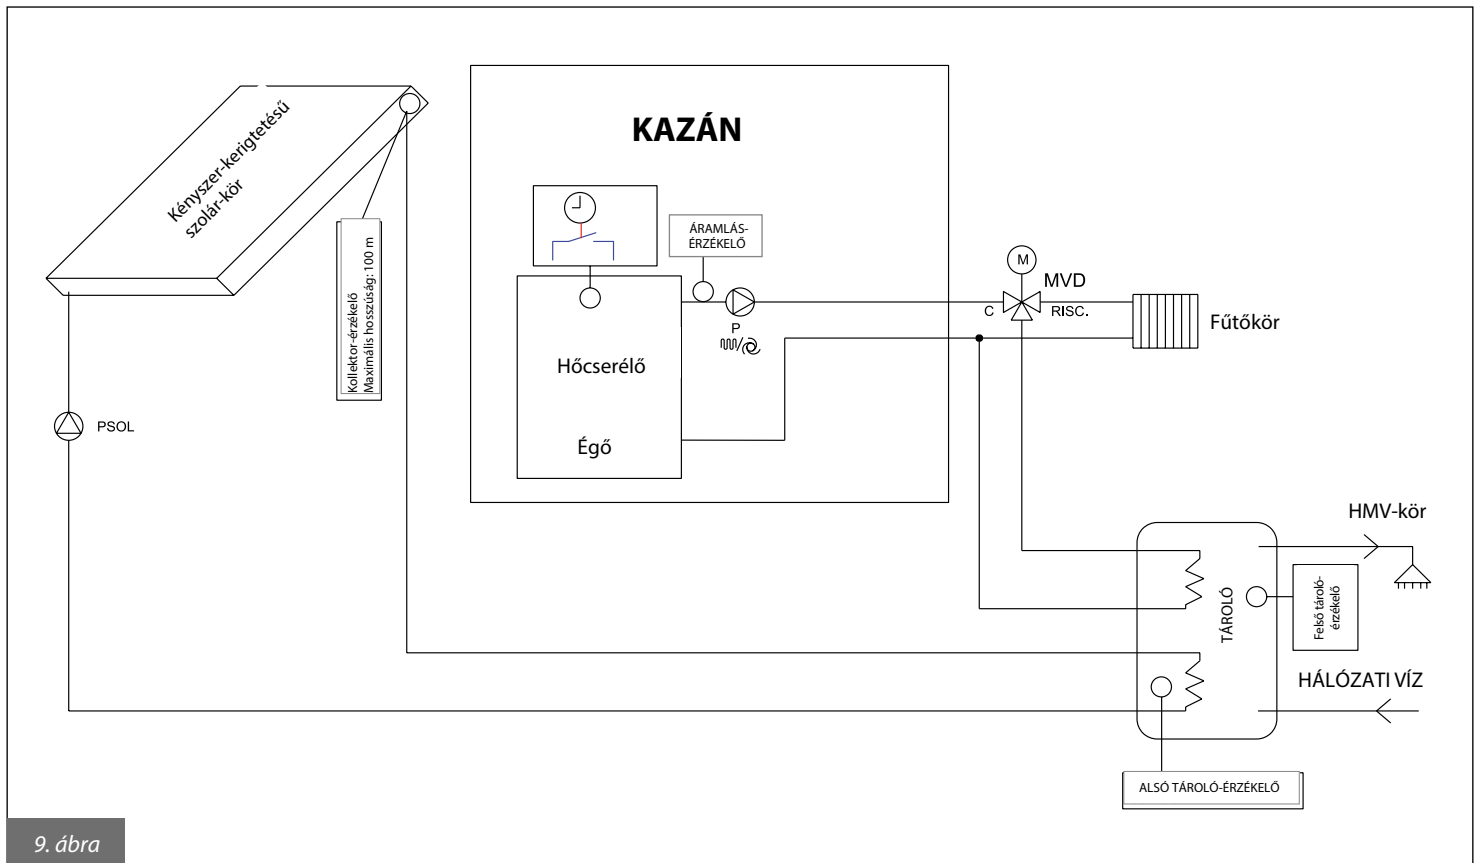 Kényszer-kerigtetésű
szolár-kör
Kollektor-érzékelő
Maximális hosszúság: 100 m
PSOL
KAZÁN
ÁRAMLÁS-
ÉRZÉKELŐ
P
Hőcserélő
Égő
M
MVD
C
RISC.
Fűtőkör
HMV-kör
TÁROLÓ
Felső tároló-
érzékelő
HÁLÓZATI VÍZ
ALSÓ TÁROLÓ-ÉRZÉKELŐ
9. ábra